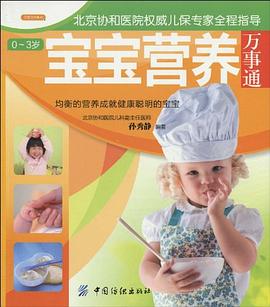 北京协和医院权威儿保专家全程指导
0~3岁
宝宝营养
万事通
均衡的营养成就健康聪明的宝宝
北京协和医院儿科副主任医师
孙秀静 编著
中国纺织出版社